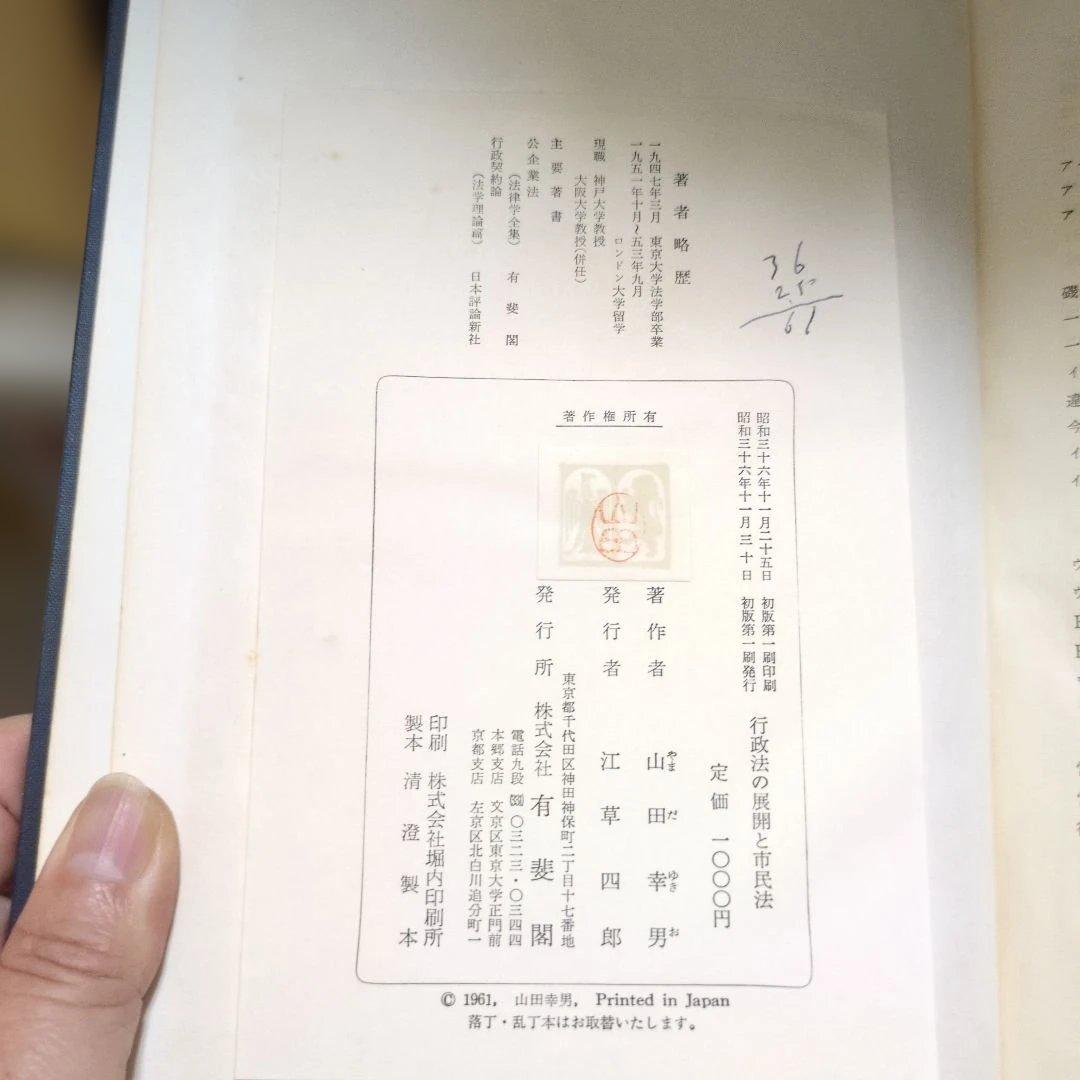 著者略歴
一九四七年三月 東京大学法学部卒業
一九五一年十月~五三年九月
ロンドン大学留学
現職 神戸大学教授
大阪大学教授(併任)
主要著書
公企業法
(法律学全集) 有斐閣
行政契約論
(法学理論篇) 日本評論新社
36
25
61
著作権所有
昭和三十六年十一月二十五日 初版第一刷印刷
昭和三十六年十一月三十日 初版第一刷発行
行政法の展開と市民法
定価 一〇〇〇円
著作者 山田幸男
やまだゆきお
発行者 江草四郎
東京都千代田区神田神保町二丁目十七番地
発行所 株式会社 有斐閣
電話九段(331)〇三二三・〇三四四
本郷支店 文京区東京大学正門前
京都支店 左京区北白川追分町一
印刷 株式会社堀内印刷所
製本 清澄製本
© 1961, 山田幸男, Printed in Japan
落丁・乱丁本はお取替いたします。